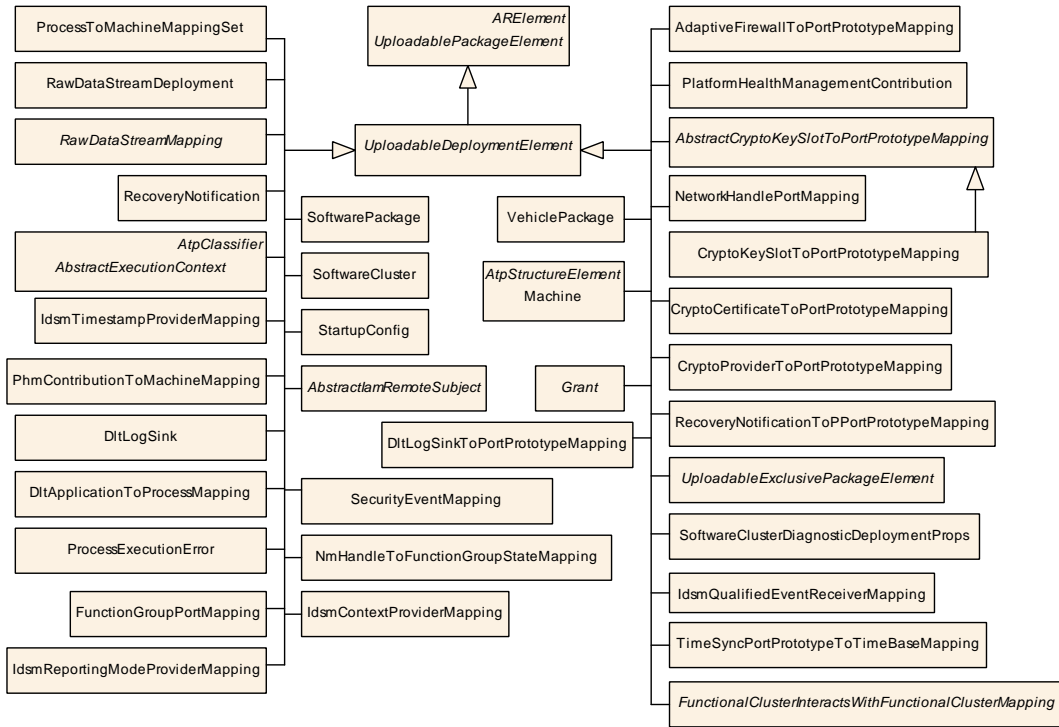 ProcessToMachineMappingSet
RawDataStreamDeployment
RawDataStreamMapping
RecoveryNotification
AtpClassifier
AbstractExecutionContext
IdsmTimestampProviderMapping
PhmContributionToMachineMapping
DltLogSink
DltApplicationToProcessMapping
ProcessExecutionError
FunctionGroupPortMapping
IdsmReportingModeProviderMapping
ARElement
UploadablePackageElement
UploadableDeploymentElement
SoftwarePackage
SoftwareCluster
StartupConfig
AbstractIamRemoteSubject
SecurityEventMapping
NmHandleToFunctionGroupStateMapping
IdsmContextProviderMapping
VehiclePackage
AtpStructureElement
Machine
Grant
DltLogSinkToPortPrototypeMapping
AdaptiveFirewallToPortPrototypeMapping
PlatformHealthManagementContribution
AbstractCryptoKeySlotToPortPrototypeMapping
NetworkHandlePortMapping
CryptoKeySlotToPortPrototypeMapping
CryptoCertificateToPortPrototypeMapping
CryptoProviderToPortPrototypeMapping
RecoveryNotificationToPPortPrototypeMapping
UploadableExclusivePackageElement
SoftwareClusterDiagnosticDeploymentProps
IdsmQualifiedEventReceiverMapping
TimeSyncPortPrototypeToTimeBaseMapping
FunctionalClusterInteractsWithFunctionalClusterMapping